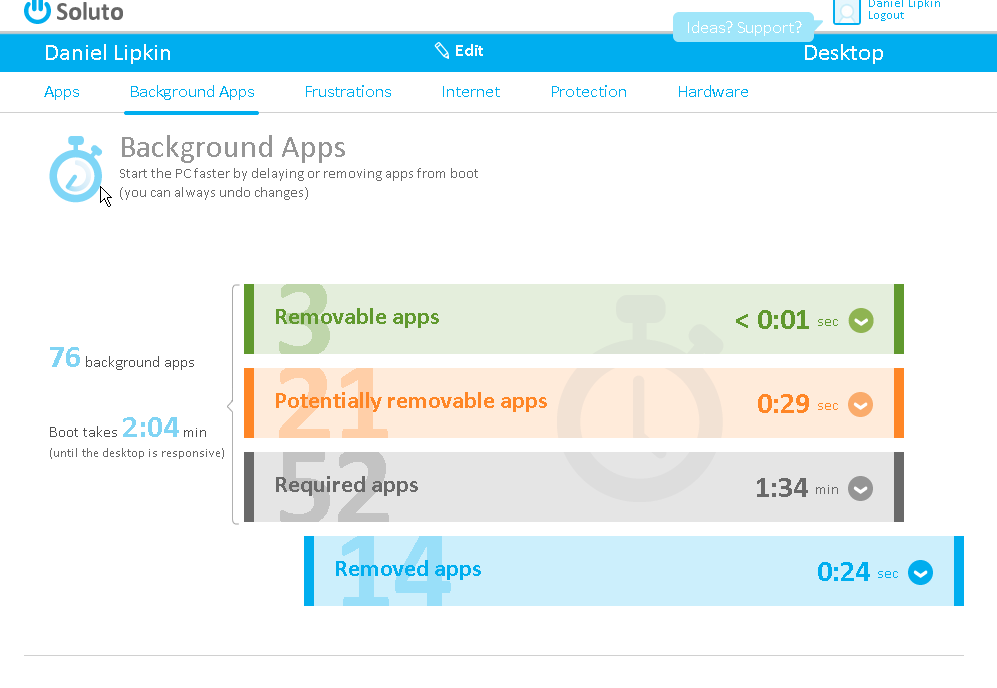 Soluto
Daniel Lipkin
Logout
Ideas? Support?
Daniel Lipkin
Edit
Desktop
Apps
Background Apps
Frustrations
Internet
Protection
Hardware
Background Apps
Start the PC faster by delaying or removing apps from boot
(you can always undo changes)
76 background apps
Boot takes 2:04 min
(until the desktop is responsive)
3
Removable apps
< 0:01 sec
21
Potentially removable apps
0:29 sec
52
Required apps
1:34 min
14
Removed apps
0:24 sec